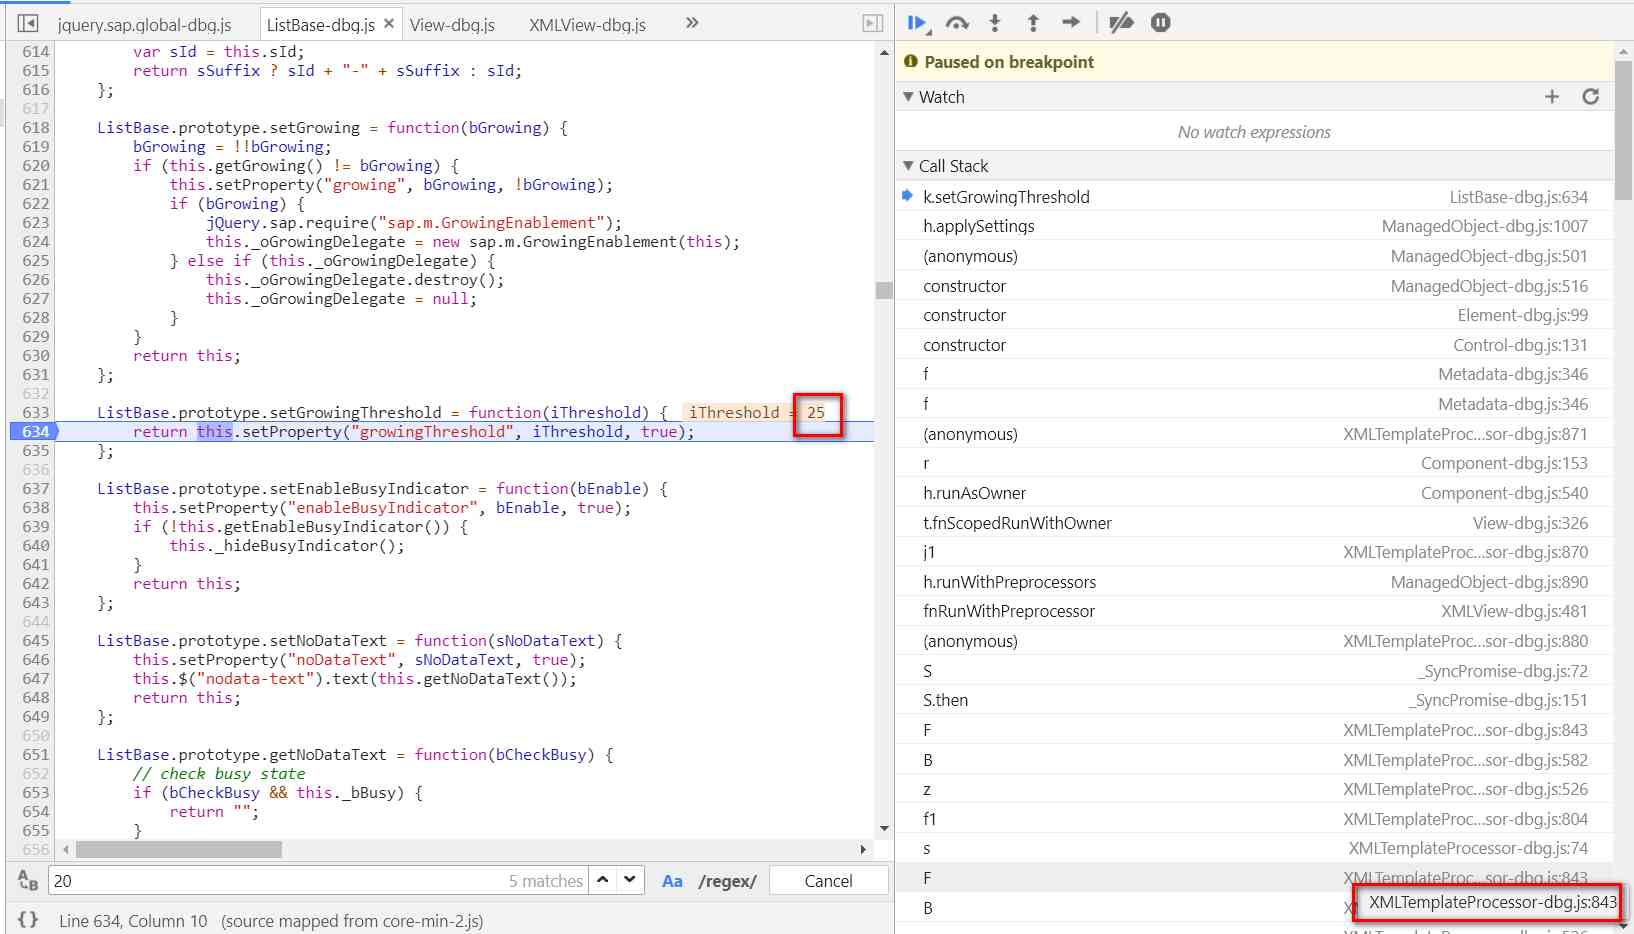 jquery.sap.global-dbg.js ListBase-dbg.js × View-dbg.js XMLView-dbg.js »
614 var sId = this.sId;
615 return sSuffix ? sId + "-" + sSuffix : sId;
616 };
617
618 ListBase.prototype.setGrowing = function(bGrowing) {
619 bGrowing = !!bGrowing;
620 if (this.getGrowing() != bGrowing) {
621 this.setProperty("growing", bGrowing, !bGrowing);
622 if (bGrowing) {
623 jQuery.sap.require("sap.m.GrowingEnablement");
624 this._oGrowingDelegate = new sap.m.GrowingEnablement(this);
625 } else if (this._oGrowingDelegate) {
626 this._oGrowingDelegate.destroy();
627 this._oGrowingDelegate = null;
628 }
629 }
630 return this;
631 };
632
633 ListBase.prototype.setGrowingThreshold = function(iThreshold) { iThreshold = 25
634 return this.setProperty("growingThreshold", iThreshold, true);
635 };
636
637 ListBase.prototype.setEnableBusyIndicator = function(bEnable) {
638 this.setProperty("enableBusyIndicator", bEnable, true);
639 if (!this.getEnableBusyIndicator()) {
640 this._hideBusyIndicator();
641 }
642 return this;
643 };
644
645 ListBase.prototype.setNoDataText = function(sNoDataText) {
646 this.setProperty("noDataText", sNoDataText, true);
647 this.$("nodata-text").text(this.getNoDataText());
648 return this;
649 };
650
651 ListBase.prototype.getNoDataText = function(bCheckBusy) {
652 // check busy state
653 if (bCheckBusy && this._bBusy) {
654 return "";
655 }
656
20 5 matches Aa /regex/ Cancel
{} Line 634, Column 10 (source mapped from core-min-2.js)
Paused on breakpoint
Watch
No watch expressions
Call Stack
k.setGrowingThreshold ListBase-dbg.js:634
h.applySettings ManagedObject-dbg.js:1007
(anonymous) ManagedObject-dbg.js:501
constructor ManagedObject-dbg.js:516
constructor Element-dbg.js:99
constructor Control-dbg.js:131
f Metadata-dbg.js:346
f Metadata-dbg.js:346
(anonymous) XMLTemplateProc...sor-dbg.js:871
r Component-dbg.js:153
h.runAsOwner Component-dbg.js:540
t.fnScopedRunWithOwner View-dbg.js:326
j1 XMLTemplateProc...sor-dbg.js:870
h.runWithPreprocessors ManagedObject-dbg.js:890
fnRunWithPreprocessor XMLView-dbg.js:481
(anonymous) XMLTemplateProc...sor-dbg.js:880
S _SyncPromise-dbg.js:72
S.then _SyncPromise-dbg.js:151
F XMLTemplateProc...sor-dbg.js:843
B XMLTemplateProc...sor-dbg.js:582
z XMLTemplateProc...sor-dbg.js:526
f1 XMLTemplateProc...sor-dbg.js:804
s XMLTemplateProcessor-dbg.js:74
F XMLTemplateProc...sor-dbg.js:843
B XMLTemplateProcessor-dbg.js:843